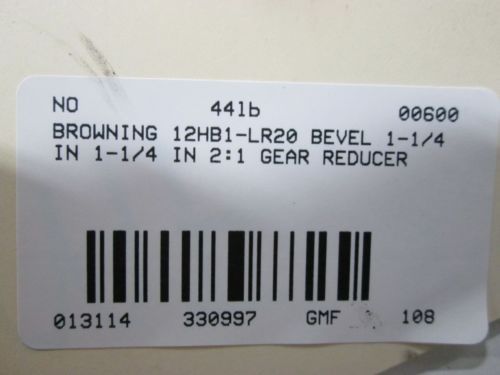 NO 44lb 00600
BROWNING 12HB1-LR20 BEVEL 1-1/4
IN 1-1/4 IN 2:1 GEAR REDUCER
013114 330997 GMF 108